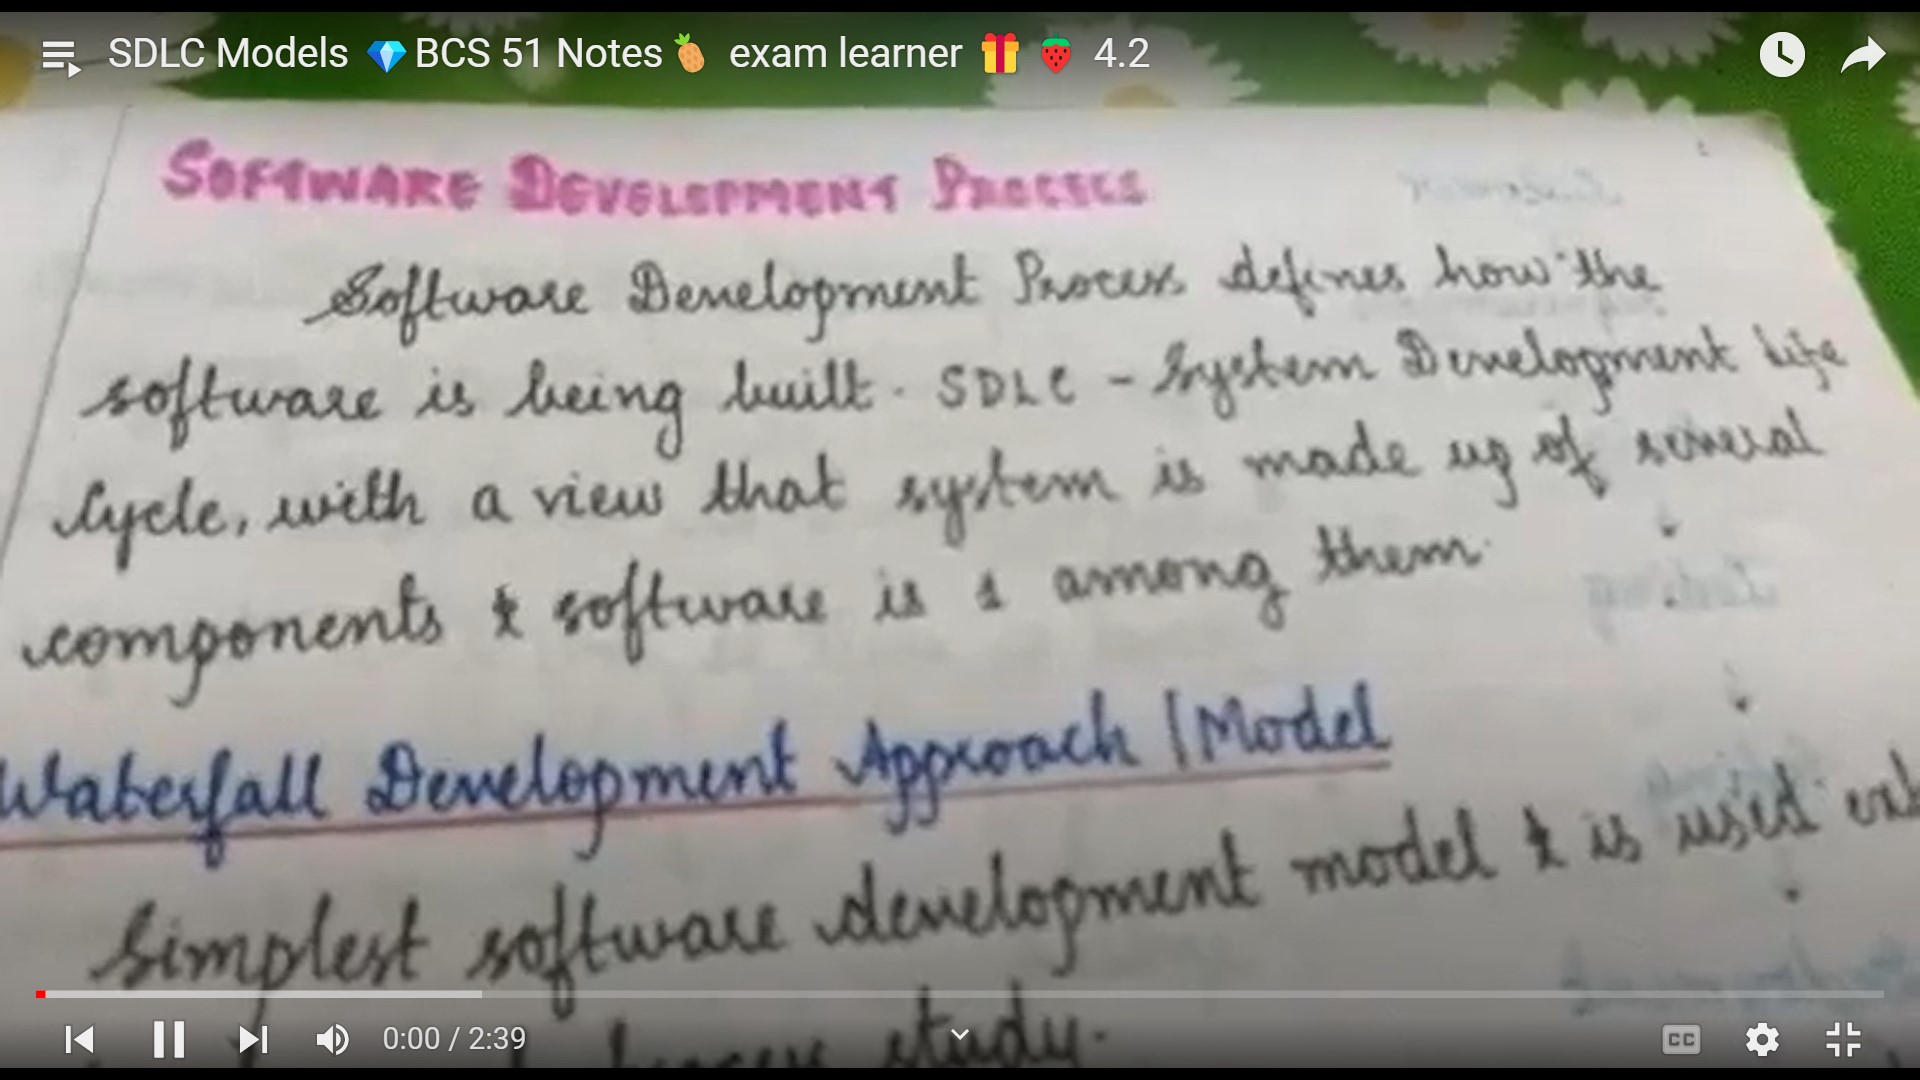 SDLC Models 💎BCS 51 Notes🍍 exam learner 🎁 🍓 4.2
SOFTWARE DEVELOPMENT PROCESS
Software Development Process defines how the
software is being built. SDLC - System Development Life
Cycle, with a view that system is made up of several
components & software is 1 among them.
Waterfall Development Approach / Model
Simplest software development model & is used
study.
0:00 / 2:39
CC